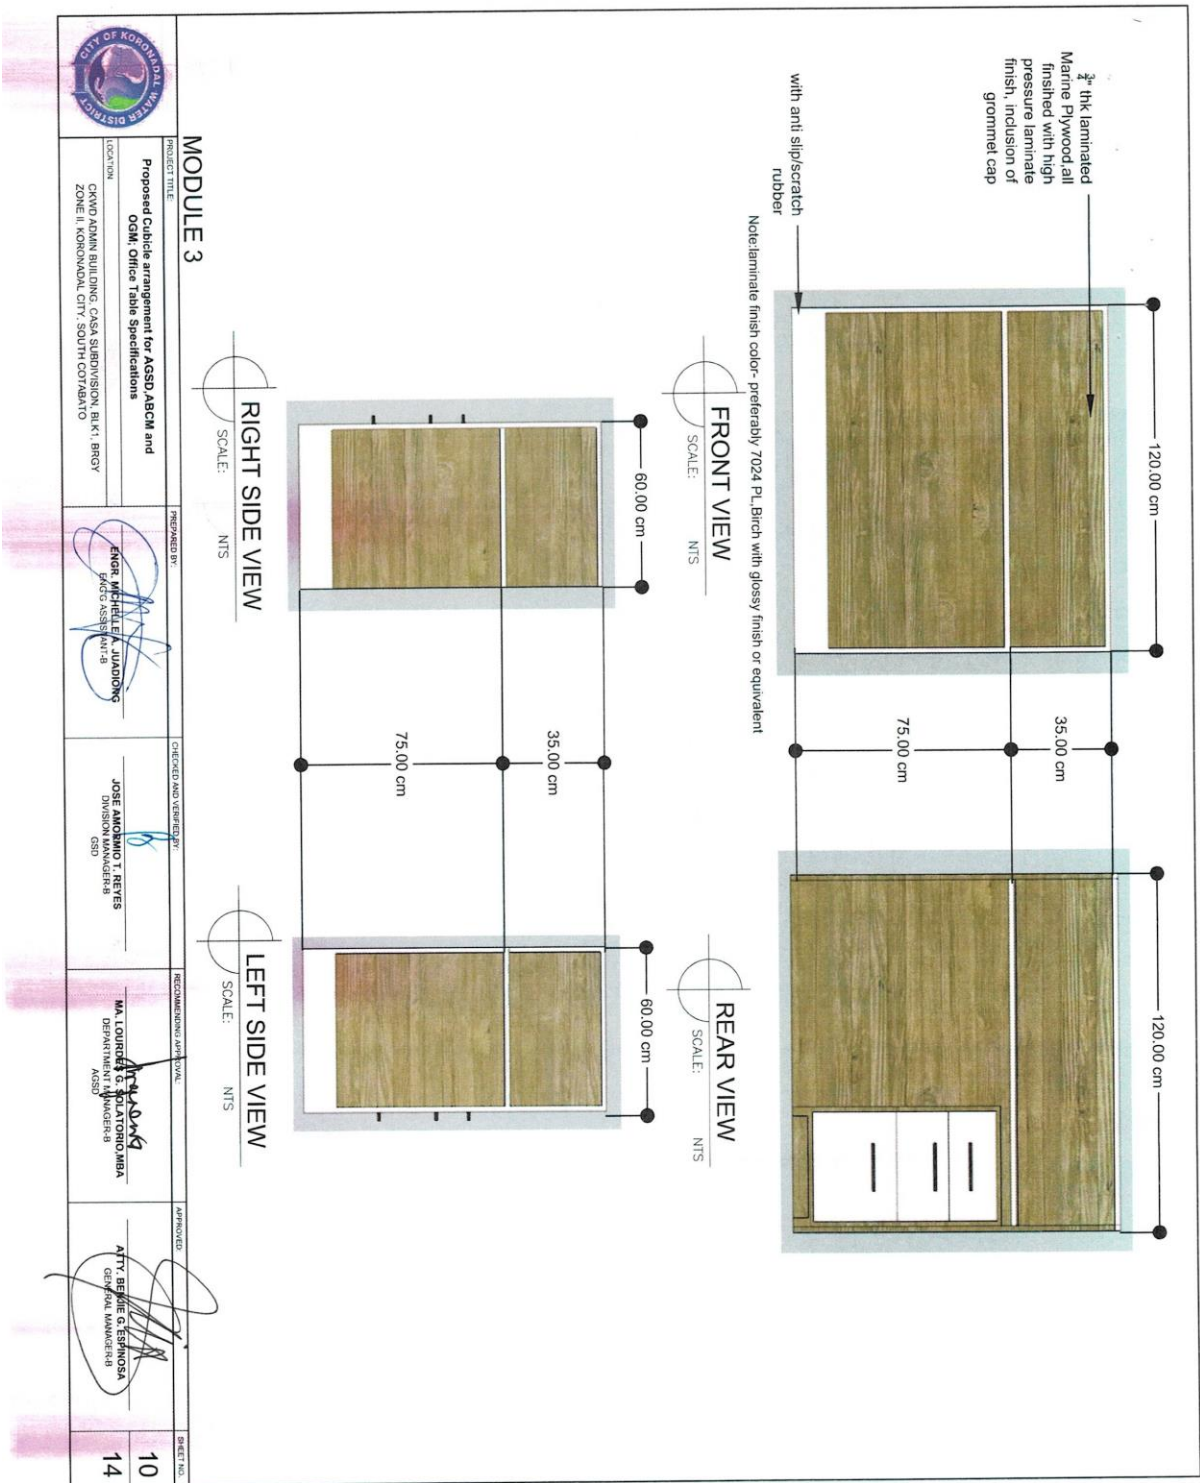 3/4" thk laminated
Marine Plywood,all
finsihed with high
pressure laminate
finish, inclusion of
grommet cap
with anti slip/scratch
rubber
120.00 cm
35.00 cm
75.00 cm
120.00 cm
Note:laminate finish color- preferably 7024 PL,Birch with glossy finish or equivalent
FRONT VIEW
SCALE: NTS
REAR VIEW
SCALE: NTS
60.00 cm
35.00 cm
75.00 cm
60.00 cm
RIGHT SIDE VIEW
SCALE: NTS
LEFT SIDE VIEW
SCALE: NTS
MODULE 3
CITY OF KORONADAL WATER DISTRICT
PROJECT TITLE:
Proposed Cubicle arrangement for AGSD,ABCM and
OGM; Office Table Specifications
LOCATION
CKWD ADMIN BUILDING, CASA SUBDIVISION, BLK1, BRGY
ZONE II, KORONADAL CITY, SOUTH COTABATO
PREPARED BY:
ENGR. MICHELLE A. JUADIONG
ENG'G ASSISTANT-B
CHECKED AND VERIFIED BY:
JOSE AMORMIO T. REYES
DIVISION MANAGER-B
GSD
RECOMMENDING APPROVAL:
MA. LOURDES G. SOLATORIO,MBA
DEPARTMENT MANAGER-B
AGSD
APPROVED:
ATTY. BENJIE G. ESPINOSA
GENERAL MANAGER-B
SHEET NO.
10
14